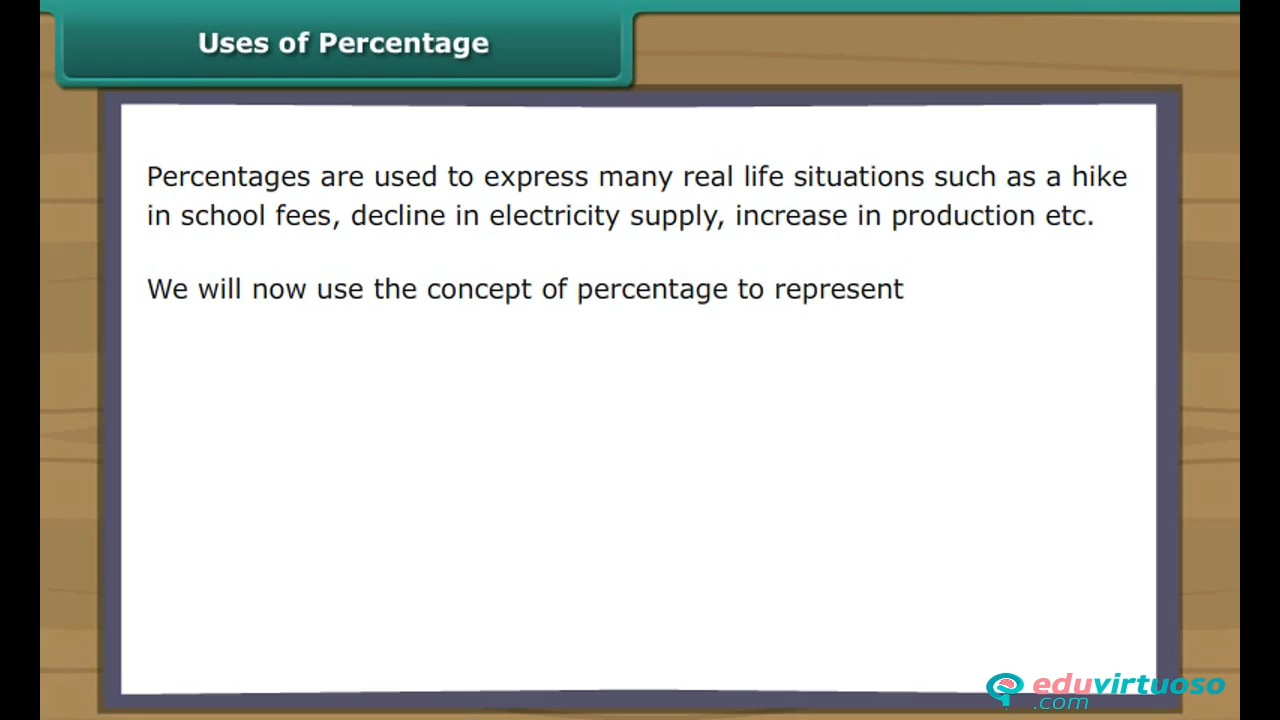 Uses of Percentage
Percentages are used to express many real life situations such as a hike
in school fees, decline in electricity supply, increase in production etc.
We will now use the concept of percentage to represent
eduvirtuoso
.com